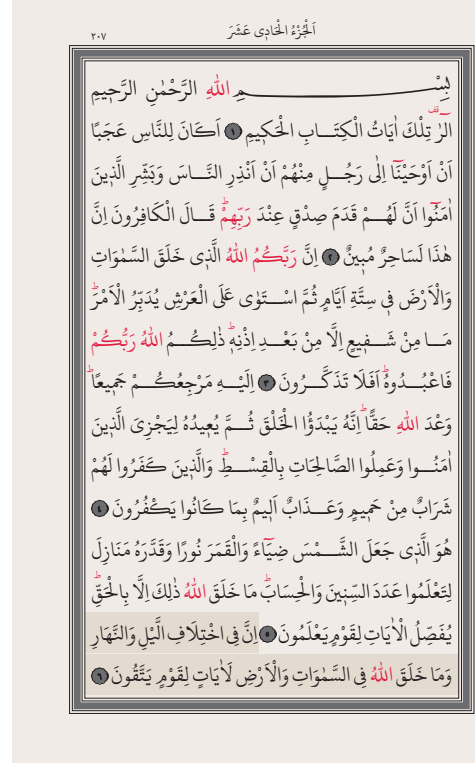 ٢٠٧
اَلْجُزْءُ الْحَادِى عَشَرَ
بِسْمِ اللّٰهِ الرَّحْمٰنِ الرَّحٖيمِ
الٓرٰ قف تِلْكَ اٰيَاتُ الْكِتَابِ الْحَكٖيمِ ﴿١﴾ اَكَانَ لِلنَّاسِ عَجَبًا
اَنْ اَوْحَيْنَٓا اِلٰى رَجُلٍ مِنْهُمْ اَنْ اَنْذِرِ النَّاسَ وَبَشِّرِ الَّذٖينَ
اٰمَنُٓوا اَنَّ لَهُمْ قَدَمَ صِدْقٍ عِنْدَ رَبِّهِمْؕ قَالَ الْكَافِرُونَ اِنَّ
هٰذَا لَسَاحِرٌ مُبٖينٌ ﴿٢﴾ اِنَّ رَبَّكُمُ اللّٰهُ الَّذٖى خَلَقَ السَّمٰوَاتِ
وَالْاَرْضَ فٖى سِتَّةِ اَيَّامٍ ثُمَّ اسْتَوٰى عَلَى الْعَرْشِ يُدَبِّرُ الْاَمْرَؕ
مَا مِنْ شَفٖيعٍ اِلَّا مِنْ بَعْدِ اِذْنِهٖؕ ذٰلِكُمُ اللّٰهُ رَبُّكُمْ
فَاعْبُدُوهُؕ اَفَلَا تَذَكَّرُونَ ﴿٣﴾ اِلَيْهِ مَرْجِعُكُمْ جَمٖيعًاؕ
وَعْدَ اللّٰهِ حَقًّاؕ اِنَّهُ يَبْدَؤُا الْخَلْقَ ثُمَّ يُعٖيدُهُ لِيَجْزِىَ الَّذٖينَ
اٰمَنُوا وَعَمِلُوا الصَّالِحَاتِ بِالْقِسْطِؕ وَالَّذٖينَ كَفَرُوا لَهُمْ
شَرَابٌ مِنْ حَمٖيمٍ وَعَذَابٌ اَلٖيمٌ بِمَا كَانُوا يَكْفُرُونَ ﴿٤﴾
هُوَ الَّذٖى جَعَلَ الشَّمْسَ ضِيَٓاءً وَالْقَمَرَ نُورًا وَقَدَّرَهُ مَنَازِلَ
لِتَعْلَمُوا عَدَدَ السِّنٖينَ وَالْحِسَابَؕ مَا خَلَقَ اللّٰهُ ذٰلِكَ اِلَّا بِالْحَقِّؕ
يُفَصِّلُ الْاٰيَاتِ لِقَوْمٍ يَعْلَمُونَ ﴿٥﴾ اِنَّ فِى اخْتِلَافِ الَّيْلِ وَالنَّهَارِ
وَمَا خَلَقَ اللّٰهُ فِى السَّمٰوَاتِ وَالْاَرْضِ لَاٰيَاتٍ لِقَوْمٍ يَتَّقُونَ ﴿٦﴾